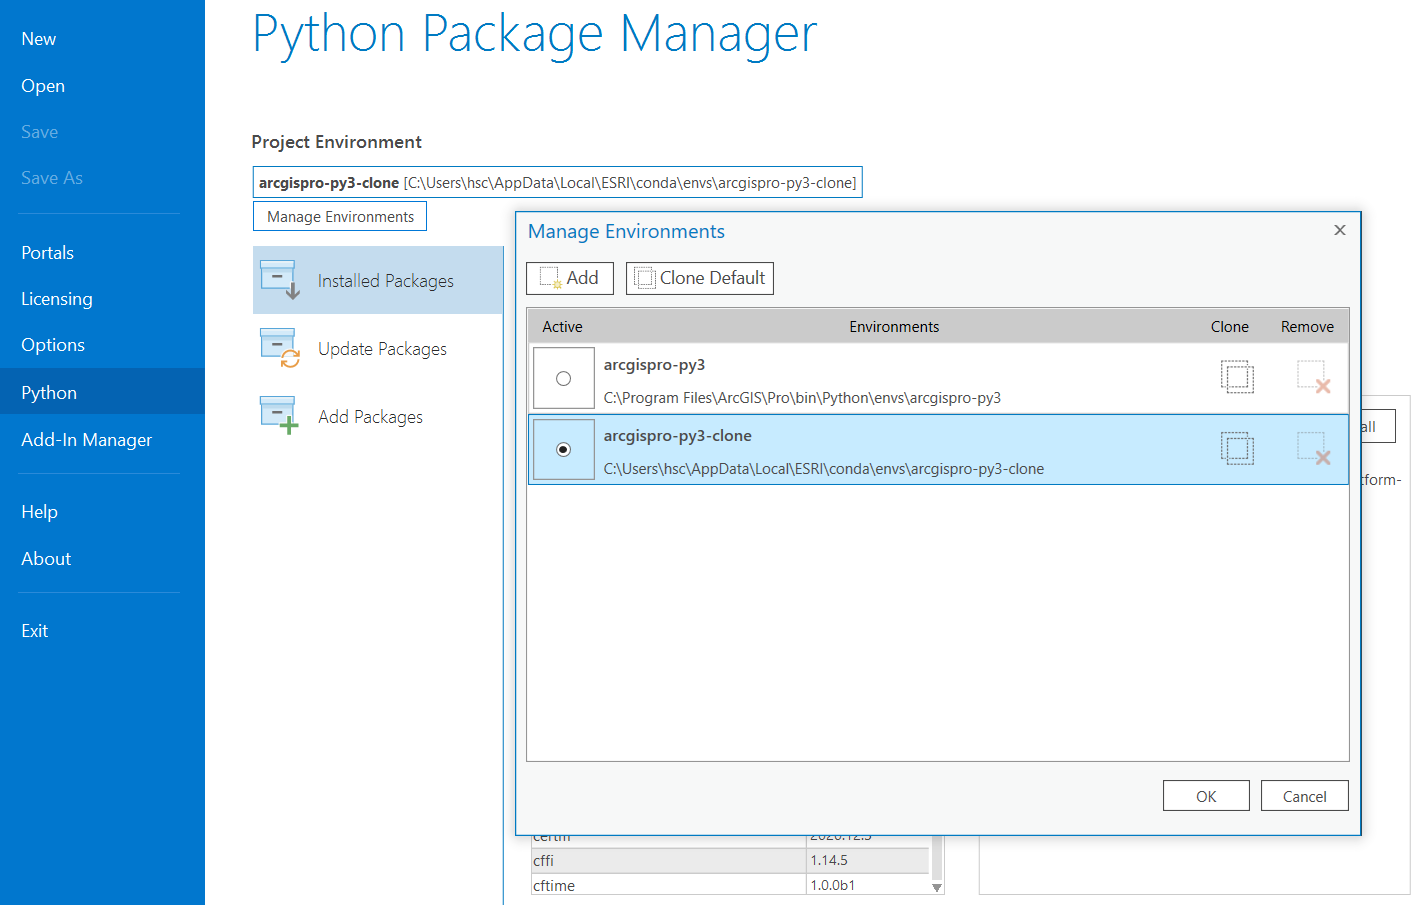 New
Open
Save
Save As
Portals
Licensing
Options
Python
Add-In Manager
Help
About
Exit
Python Package Manager
Project Environment
arcgispro-py3-clone [C:\Users\hsc\AppData\Local\ESRI\conda\envs\arcgispro-py3-clone]
Manage Environments
Installed Packages
Update Packages
Add Packages
Manage Environments
Add Clone Default
Active Environments Clone Remove
arcgispro-py3
C:\Program Files\ArcGIS\Pro\bin\Python\envs\arcgispro-py3
arcgispro-py3-clone
C:\Users\hsc\AppData\Local\ESRI\conda\envs\arcgispro-py3-clone
all
tform-
OK Cancel
cffi 1.14.5
cftime 1.0.0b1